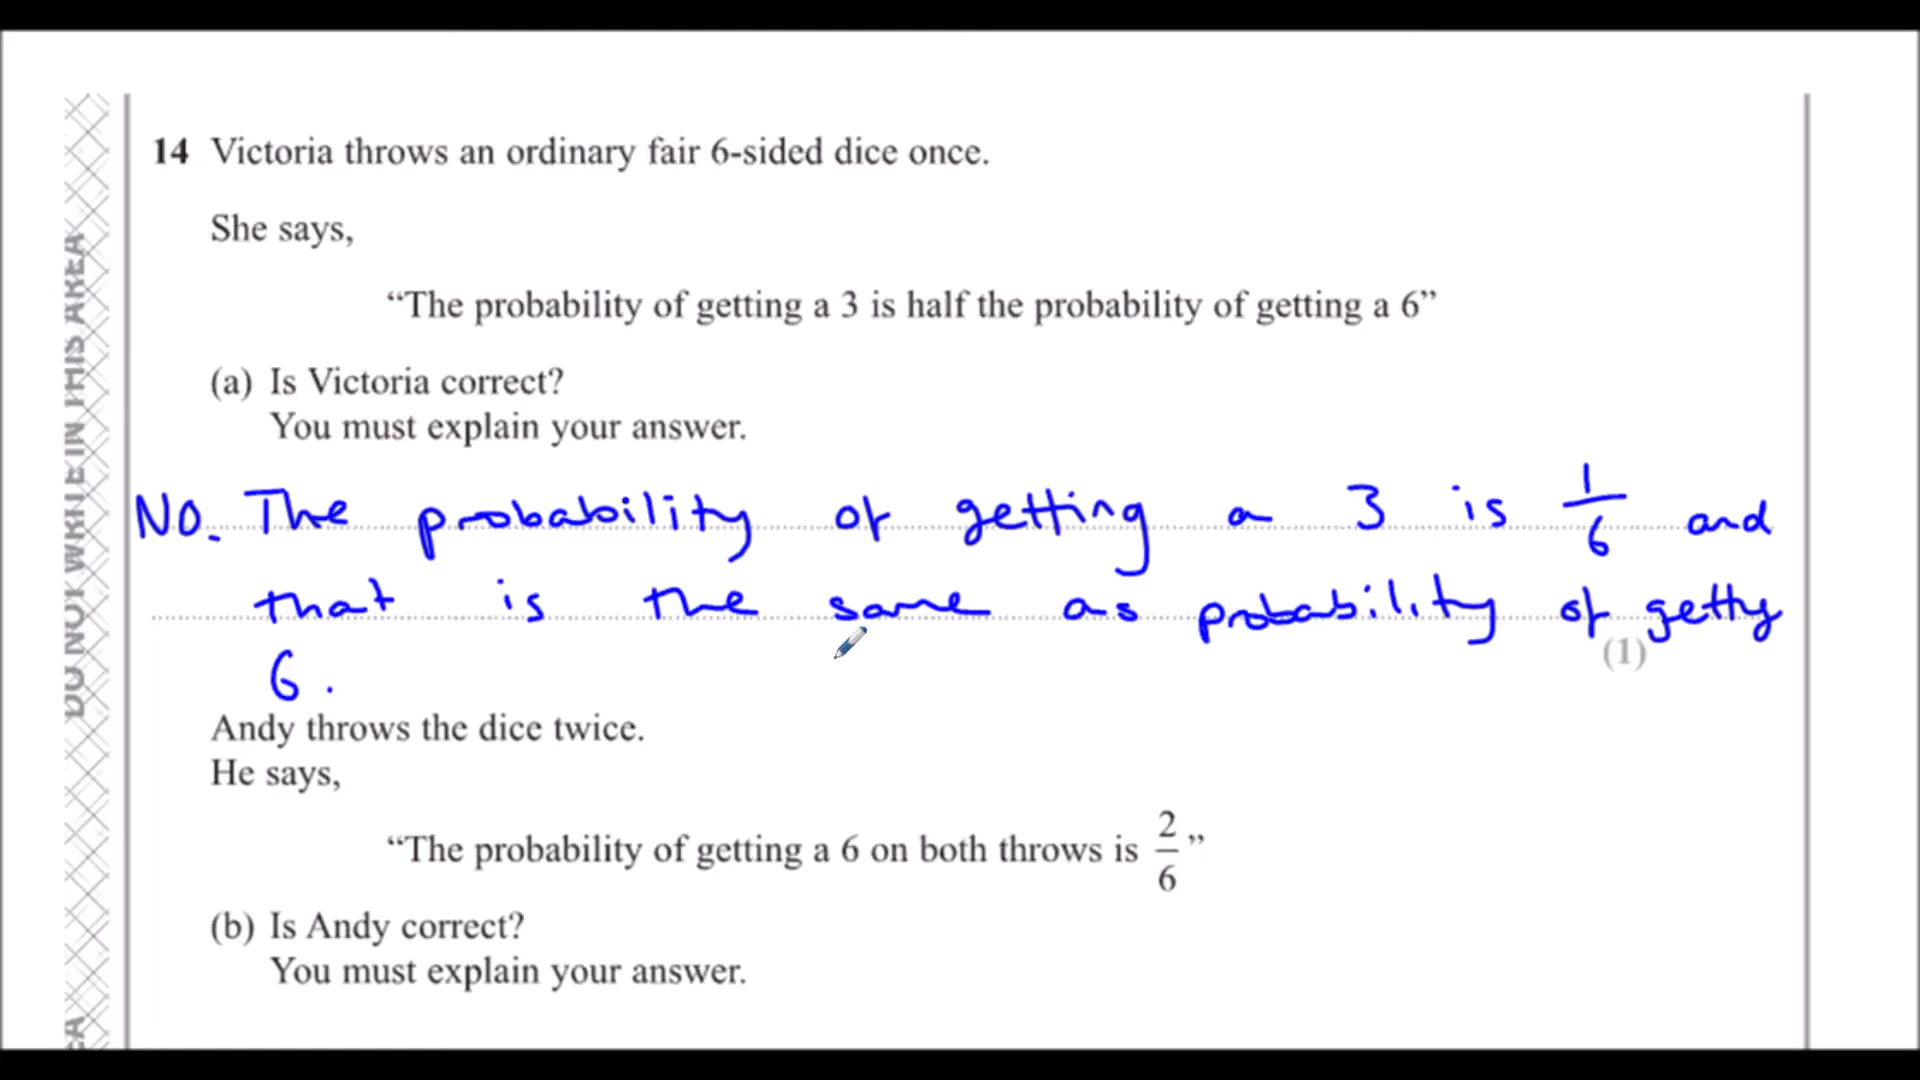 14 Victoria throws an ordinary fair 6-sided dice once.
She says,
“The probability of getting a 3 is half the probability of getting a 6”
(a) Is Victoria correct?
You must explain your answer.
No. The probability of getting a 3 is 1/6 and
that is the same as probability of getting
6.
(1)
Andy throws the dice twice.
He says,
“The probability of getting a 6 on both throws is 2/6”
(b) Is Andy correct?
You must explain your answer.
DO NOT WRITE IN THIS AREA